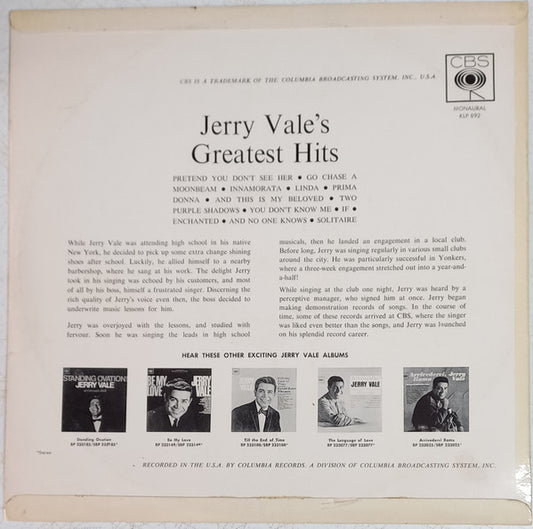 CBS IS A TRADEMARK OF THE COLUMBIA BROADCASTING SYSTEM, INC., U.S.A.
CBS
MONAURAL
KLP 892
Jerry Vale's
Greatest Hits
PRETEND YOU DON'T SEE HER • GO CHASE A
MOONBEAM • INNAMORATA • LINDA • PRIMA
DONNA • AND THIS IS MY BELOVED • TWO
PURPLE SHADOWS • YOU DON'T KNOW ME • IF •
ENCHANTED • AND NO ONE KNOWS • SOLITAIRE
While Jerry Vale was attending high school in his native
New York, he decided to pick up some extra change shining
shoes after school. Luckily, he allied himself to a nearby
barbershop, where he sang at his work. The delight Jerry
took in his singing was echoed by his customers, and most
of all by his boss, himself a frustrated singer. Discerning the
rich quality of Jerry's voice even then, the boss decided to
underwrite music lessons for him.
Jerry was overjoyed with the lessons, and studied with
fervour. Soon he was singing the leads in high school
musicals, then he landed an engagement in a local club.
Before long, Jerry was singing regularly in various small clubs
around the city. He was particularly successful in Yonkers,
where a three-week engagement stretched out into a year-and-
a-half!
While singing at the club one night, Jerry was heard by a
perceptive manager, who signed him at once. Jerry began
making demonstration records of songs. In the course of
time, some of these records arrived at CBS, where the singer
was liked even better than the songs, and Jerry was launched
on his splendid record career.
HEAR THESE OTHER EXCITING JERRY VALE ALBUMS
STANDING OVATION!
JERRY VALE
BE MY
LOVE
JERRY
VALE
JERRY VALE
Arrivederci,
Roma
Jerry
Vale
Standing Ovation
Be My Love
Till the End of Time
The Language of Love
Arrivederci Roma
*Stereo
RECORDED IN THE U.S.A. BY COLUMBIA RECORDS. A DIVISION OF COLUMBIA BROADCASTING SYSTEM, INC.